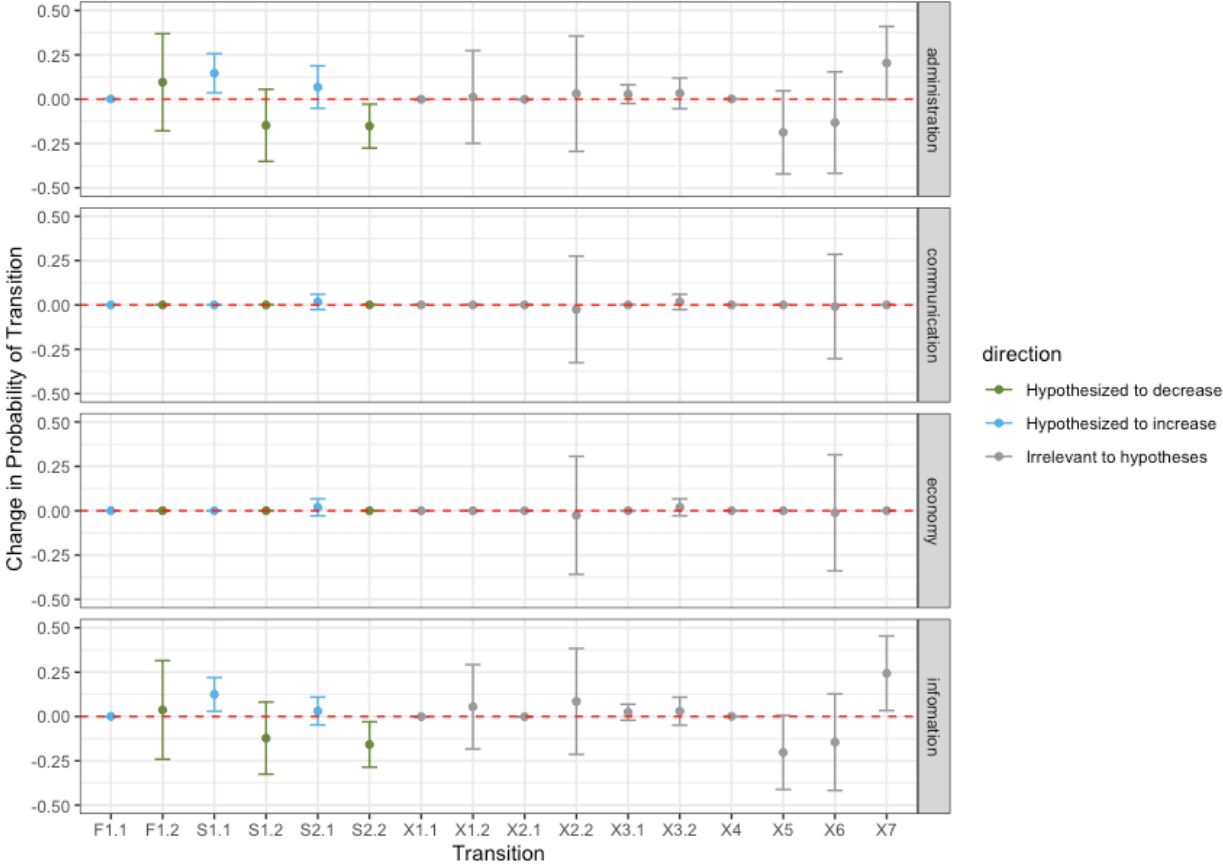 Change in Probability of Transition
0.50
0.25
0.00
-0.25
-0.50
administration
0.50
0.25
0.00
-0.25
-0.50
communication
0.50
0.25
0.00
-0.25
-0.50
economy
0.50
0.25
0.00
-0.25
-0.50
infomation
F1.1 F1.2 S1.1 S1.2 S2.1 S2.2 X1.1 X1.2 X2.1 X2.2 X3.1 X3.2 X4 X5 X6 X7
Transition
direction
Hypothesized to decrease
Hypothesized to increase
Irrelevant to hypotheses